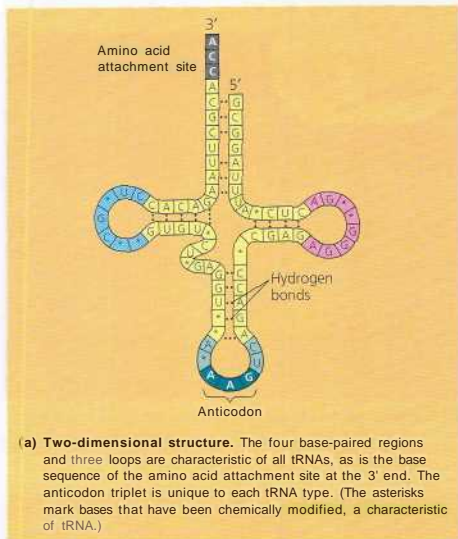 3'
Amino acid
attachment site
A
C
C
A
C
G
C
U
U
A
A
5'
G
C
G
G
A
U
U
* U C
C A C A G
G U G U *
G C * *
U A * C U C
A G * *
G G G A
C G A G
C
U
* G A G
G
U
*
*
C
C
A
G
A
C
U
Hydrogen
bonds
A A G
Anticodon
(a) Two-dimensional structure. The four base-paired regions
and three loops are characteristic of all tRNAs, as is the base
sequence of the amino acid attachment site at the 3' end. The
anticodon triplet is unique to each tRNA type. (The asterisks
mark bases that have been chemically modified, a characteristic
of tRNA.)